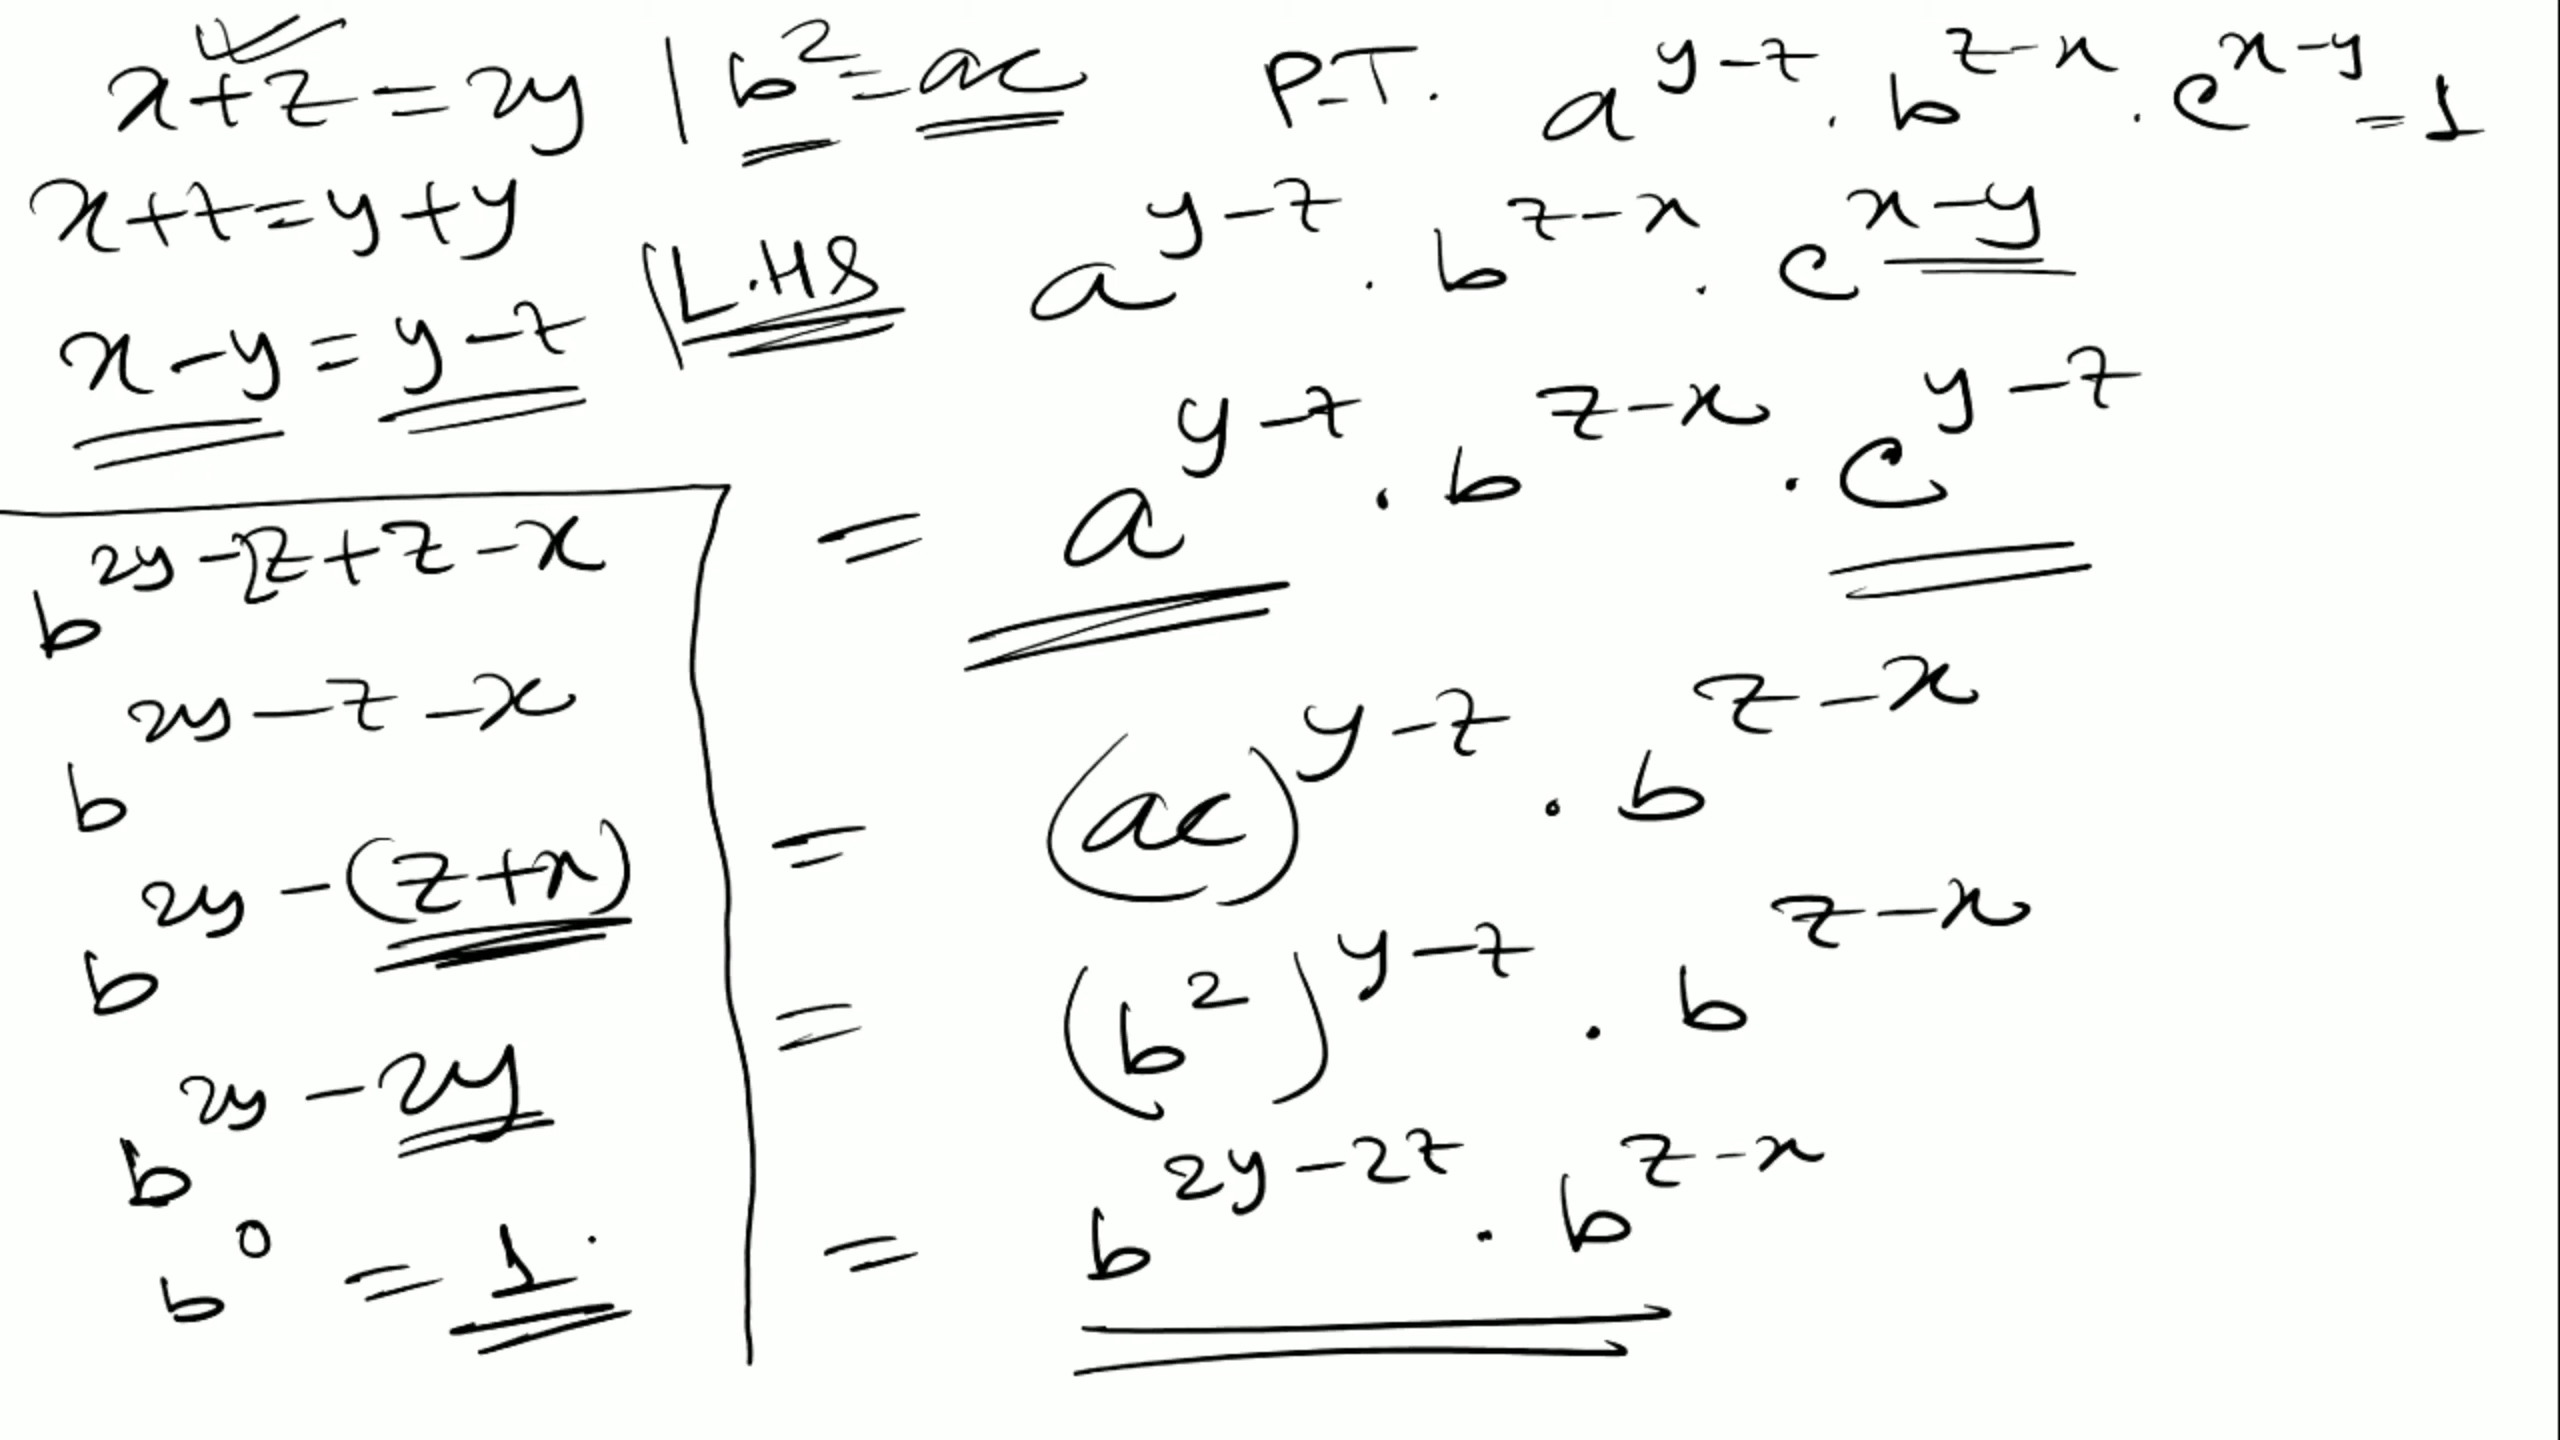 x+z=2y | b²=ac P.T. a^{y-z} . b^{z-x} . c^{x-y} = 1
x+z=y+y
L.HS a^{y-z} . b^{z-x} . c^{x-y}
x-y=y-z
= a^{y-z} . b^{z-x} . c^{y-z}
= (ac)^{y-z} . b^{z-x}
= (b²)^{y-z} . b^{z-x}
= b^{2y-2z} . b^{z-x}
b^{2y-2z+z-x}
b^{2y-z-x}
b^{2y-(z+x)}
b^{2y-2y}
b⁰ = 1.